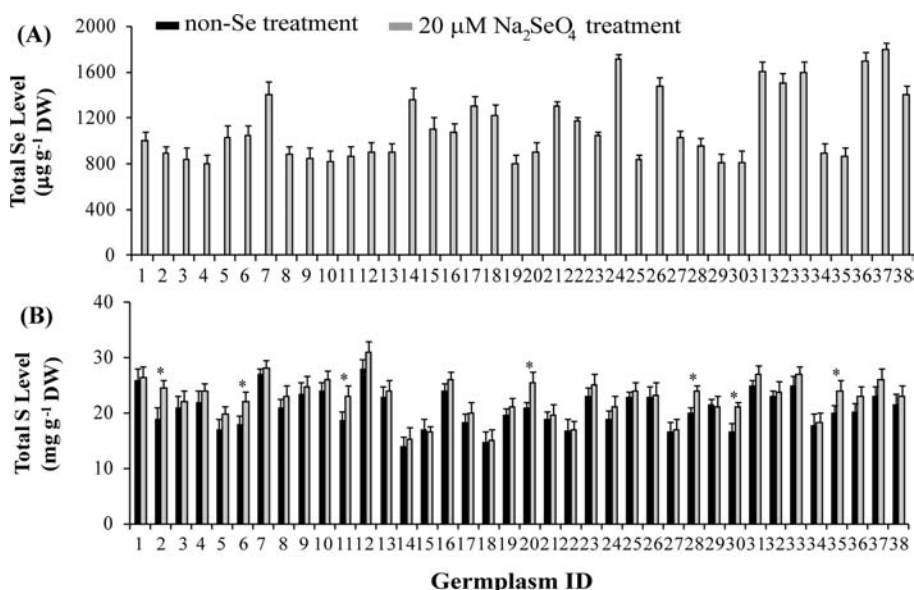 (A) ■ non-Se treatment ■ 20 µM Na₂SeO₄ treatment
Total Se Level
(µg g⁻¹ DW)
2000
1600
1200
800
400
0
1 2 3 4 5 6 7 8 9 10 11 12 13 14 15 16 17 18 19 20 21 22 23 24 25 26 27 28 29 30 31 32 33 34 35 36 37 38
(B)
Total S Level
(mg g⁻¹ DW)
40
30
20
10
0
* * * * * * *
1 2 3 4 5 6 7 8 9 10 11 12 13 14 15 16 17 18 19 20 21 22 23 24 25 26 27 28 29 30 31 32 33 34 35 36 37 38
Germplasm ID